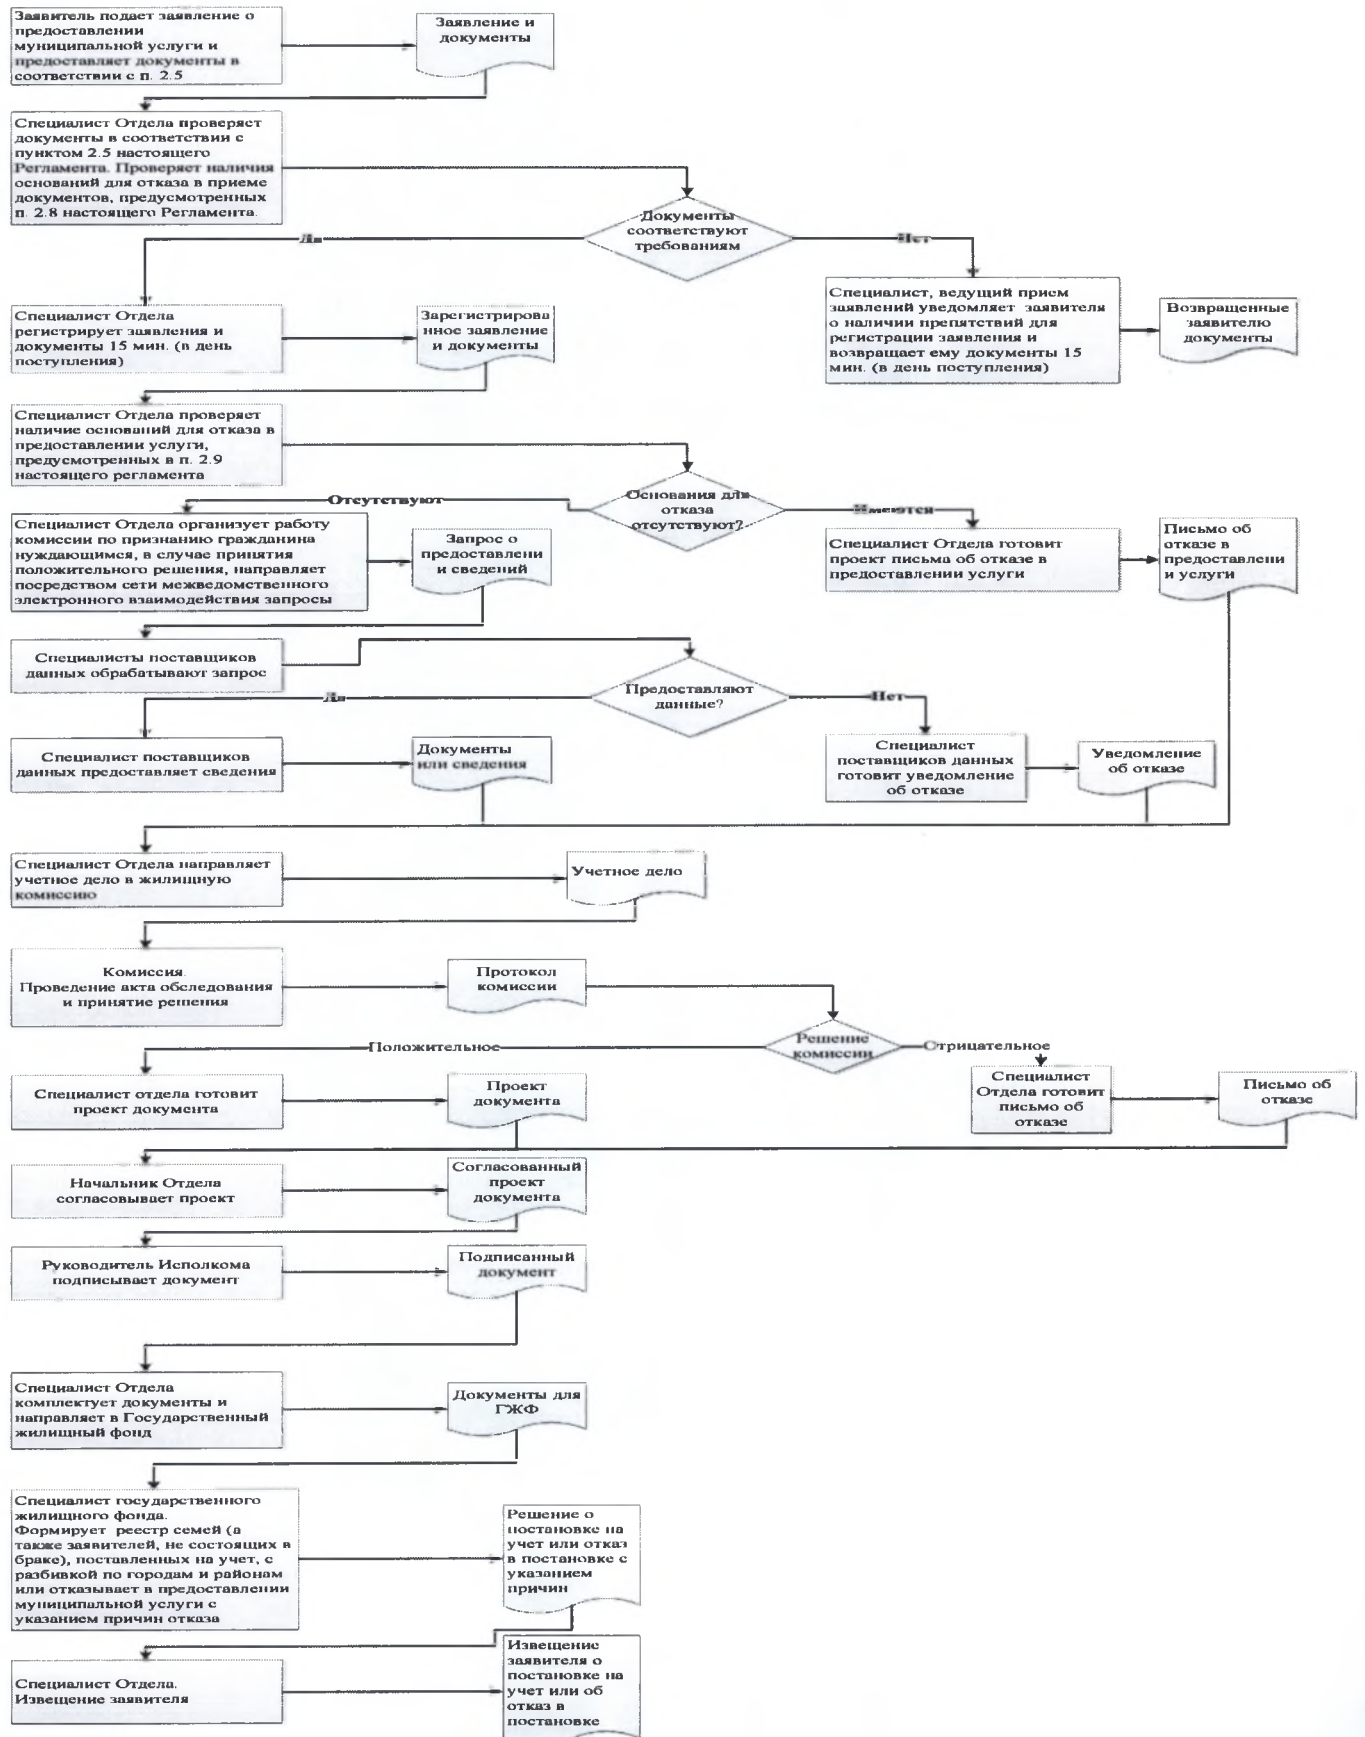 Заявитель подает заявление о
предоставлении
муниципальной услуги и
предоставляет документы в
соответствии с п. 2.5
Заявление и
документы
Специалист Отдела проверяет
документы в соответствии с
пунктом 2.5 настоящего
Регламента. Проверяет наличия
оснований для отказа в приеме
документов, предусмотренных
п. 2.8 настоящего Регламента.
Документы
соответствуют
требованиям
Да
Нет
Специалист Отдела
регистрирует заявления и
документы 15 мин. (в день
поступления)
Зарегистрирова
нное заявление
и документы
Специалист, ведущий прием
заявлений уведомляет заявителя
о наличии препятствий для
регистрации заявления и
возвращает ему документы 15
мин. (в день поступления)
Возвращенные
заявителю
документы
Специалист Отдела проверяет
наличие оснований для отказа в
предоставлении услуги,
предусмотренных в п. 2.9
настоящего регламента
Основания для
отказа
отсутствуют?
Отсутствуют
Имеются
Специалист Отдела организует работу
комиссии по признанию гражданина
нуждающимся, в случае принятия
положительного решения, направляет
посредством сети межведомственного
электронного взаимодействия запросы
Запрос о
предоставлени
и сведений
Специалист Отдела готовит
проект письма об отказе в
предоставлении услуги
Письмо об
отказе в
предоставлени
и услуги
Специалисты поставщиков
данных обрабатывают запрос
Предоставляют
данные?
Да
Нет
Специалист поставщиков
данных предоставляет сведения
Документы
или сведения
Специалист
поставщиков данных
готовит уведомление
об отказе
Уведомление
об отказе
Специалист Отдела направляет
учетное дело в жилищную
комиссию
Учетное дело
Комиссия.
Проведение акта обследования
и принятие решения
Протокол
комиссии
Решение
комиссии
Положительное
Отрицательное
Специалист отдела готовит
проект документа
Проект
документа
Специалист
Отдела готовит
письмо об
отказе
Письмо об
отказе
Начальник Отдела
согласовывает проект
Согласованный
проект
документа
Руководитель Исполкома
подписывает документ
Подписанный
документ
Специалист Отдела
комплектует документы и
направляет в Государственный
жилищный фонд
Документы для
ГЖФ
Специалист государственного
жилищного фонда.
Формирует реестр семей (а
также заявителей, не состоящих в
браке), поставленных на учет, с
разбивкой по городам и районам
или отказывает в предоставлении
муниципальной услуги с
указанием причин отказа
Решение о
постановке на
учет или отказ
в постановке с
указанием
причин
Специалист Отдела.
Извещение заявителя
Извещение
заявителя о
постановке на
учет или об
отказ в
постановке